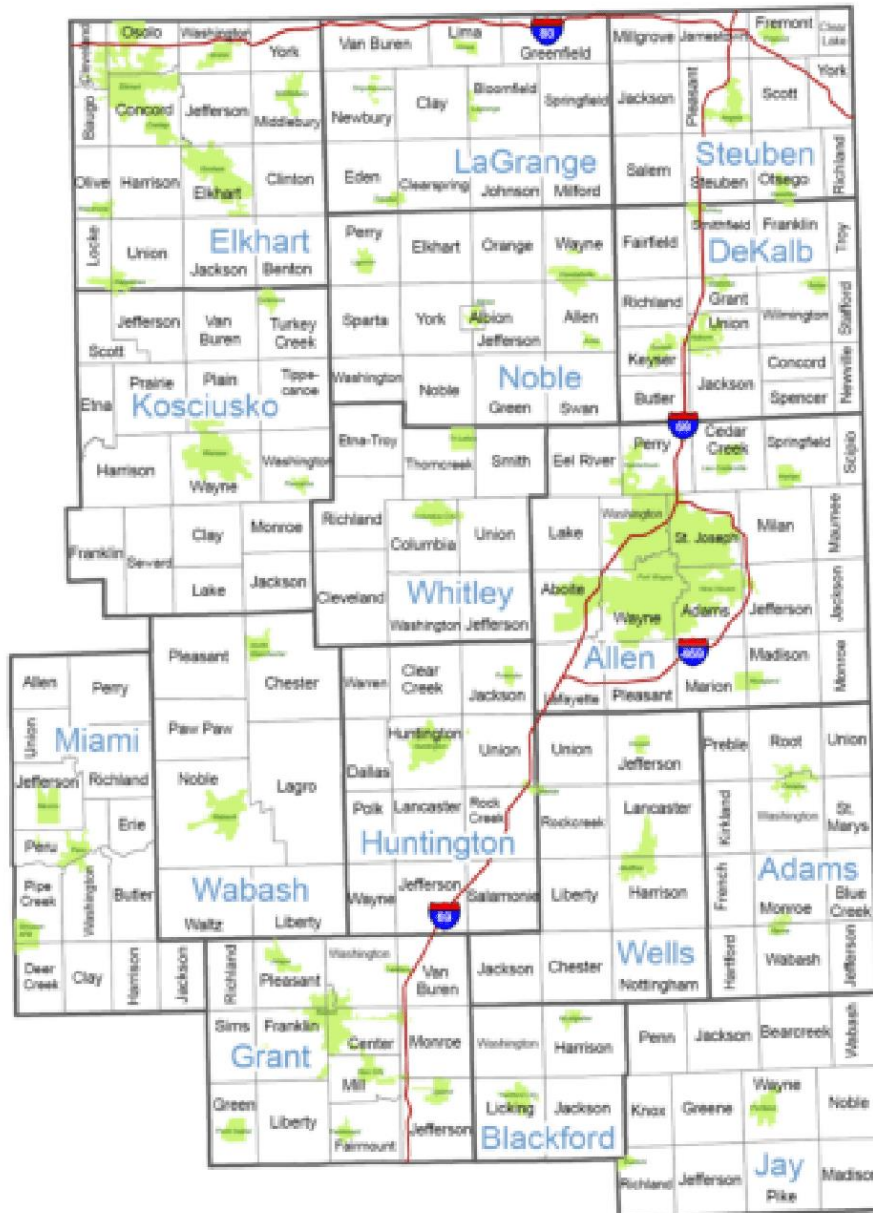 Cleveland
Osolo
Washington
York
Baugo
Concord
Jefferson
Middlebury
Olive
Harrison
Elkhart
Clinton
Locke
Union
Elkhart
Jackson
Benton
Van Buren
Lima
80
Greenfield
Newbury
Clay
Bloomfield
Springfield
LaGrange
Eden
Clearspring
Johnson
Milford
Millgrove
Jamestown
Fremont
Clear
Lake
Jackson
Pleasant
Scott
York
Steuben
Salem
Steuben
Otsego
Richland
Perry
Elkhart
Orange
Wayne
Sparta
York
Albion
Jefferson
Allen
Washington
Noble
Noble
Green
Swan
Fairfield
Smithfield
Franklin
Troy
DeKalb
Richland
Grant
Union
Wilmington
Stafford
Keyser
Jackson
Concord
Newville
Butler
Spencer
Scott
Jefferson
Van
Buren
Turkey
Creek
Etna
Prairie
Plain
Tippe-
canoe
Kosciusko
Harrison
Wayne
Washington
Franklin
Seward
Clay
Monroe
Lake
Jackson
Etna-Troy
Thorncreek
Smith
Richland
Columbia
Union
Whitley
Cleveland
Washington
Jefferson
69
Eel River
Perry
Cedar
Creek
Springfield
Scipio
Lake
Washington
St. Joseph
Milan
Maumee
Aboite
Fort Wayne
Wayne
Adams
Jefferson
Jackson
Allen
469
Madison
Monroe
Lafayette
Pleasant
Marion
Allen
Perry
Union
Miami
Jefferson
Richland
Peru
Erie
Pipe
Creek
Washington
Butler
Deer
Creek
Clay
Harrison
Jackson
Pleasant
Chester
Paw Paw
Noble
Lagro
Wabash
Waltz
Liberty
Warren
Clear
Creek
Jackson
Huntington
Dallas
Union
Polk
Lancaster
Rock
Creek
Huntington
Wayne
Jefferson
Salamonie
69
Union
Jefferson
Rockcreek
Lancaster
Liberty
Harrison
Wells
Jackson
Chester
Nottingham
Preble
Root
Union
Kirkland
Washington
St
Marys
Adams
French
Monroe
Blue
Creek
Hartford
Wabash
Jefferson
Richland
Pleasant
Washington
Van
Buren
Sims
Franklin
Center
Monroe
Grant
Mill
Green
Liberty
Fairmount
Jefferson
Washington
Harrison
Licking
Jackson
Blackford
Penn
Jackson
Bearcreek
Wabash
Knox
Greene
Wayne
Noble
Jay
Richland
Jefferson
Pike
Madison